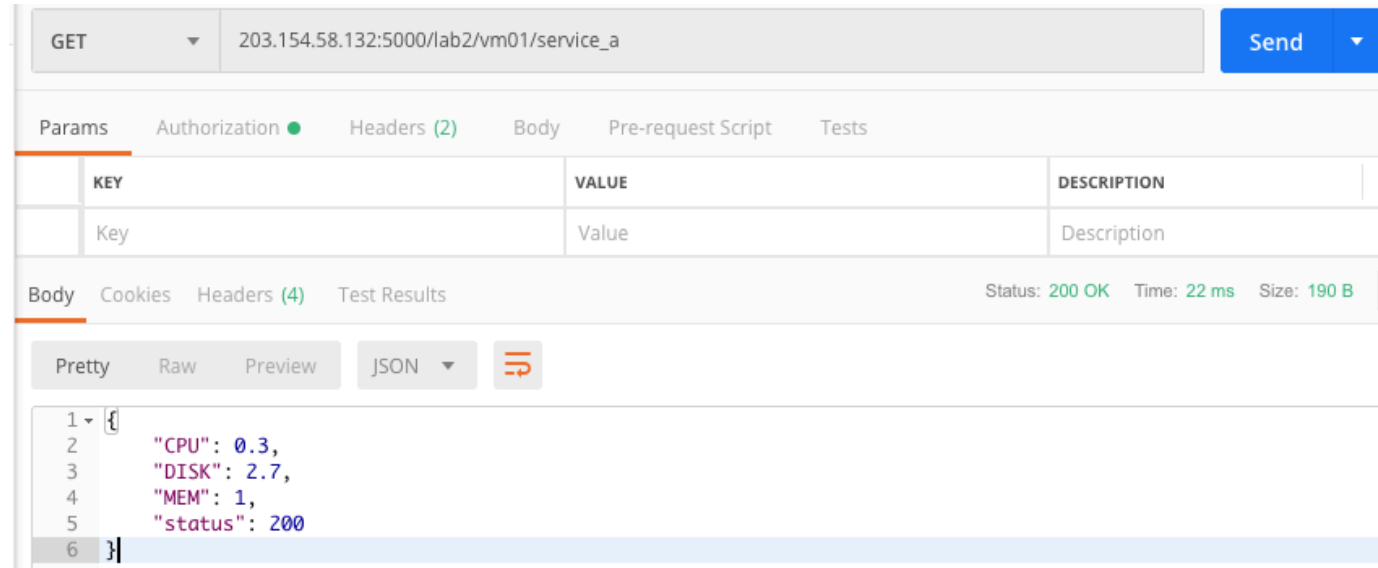 GET 203.154.58.132:5000/lab2/vm01/service_a Send
Params Authorization Headers (2) Body Pre-request Script Tests
KEY VALUE DESCRIPTION
Key Value Description
Body Cookies Headers (4) Test Results Status: 200 OK Time: 22 ms Size: 190 B
Pretty Raw Preview JSON
1 {
2 "CPU": 0.3,
3 "DISK": 2.7,
4 "MEM": 1,
5 "status": 200
6 }